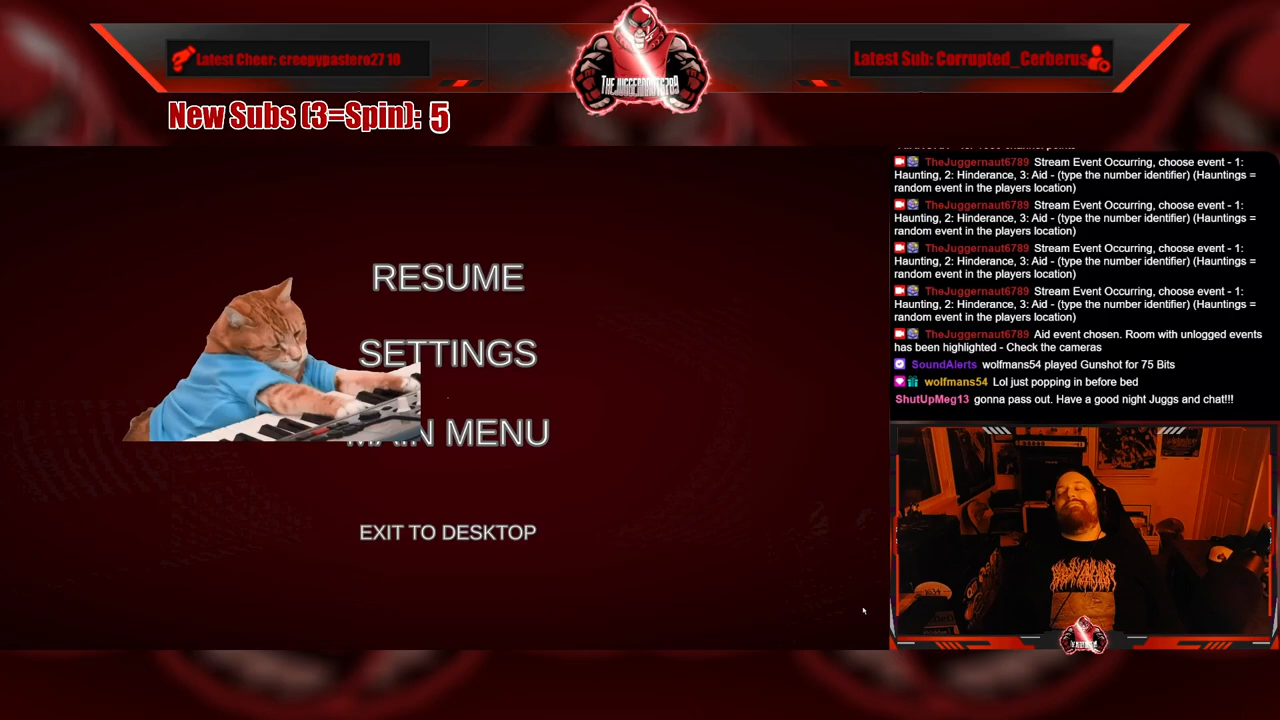 Latest Cheer: creepypastero27 10
THEJUGGERNAUT6789
Latest Sub: Corrupted_Cerberus
New Subs (3=Spin): 5
RESUME
SETTINGS
MAIN MENU
EXIT TO DESKTOP
TheJuggernaut6789 Stream Event Occurring, choose event - 1:
Haunting, 2: Hinderance, 3: Aid - (type the number identifier) (Hauntings =
random event in the players location)
TheJuggernaut6789 Stream Event Occurring, choose event - 1:
Haunting, 2: Hinderance, 3: Aid - (type the number identifier) (Hauntings =
random event in the players location)
TheJuggernaut6789 Stream Event Occurring, choose event - 1:
Haunting, 2: Hinderance, 3: Aid - (type the number identifier) (Hauntings =
random event in the players location)
TheJuggernaut6789 Stream Event Occurring, choose event - 1:
Haunting, 2: Hinderance, 3: Aid - (type the number identifier) (Hauntings =
random event in the players location)
TheJuggernaut6789 Aid event chosen. Room with unlogged events
has been highlighted - Check the cameras
SoundAlerts wolfmans54 played Gunshot for 75 Bits
wolfmans54 Lol just popping in before bed
ShutUpMeg13 gonna pass out. Have a good night Juggs and chat!!!